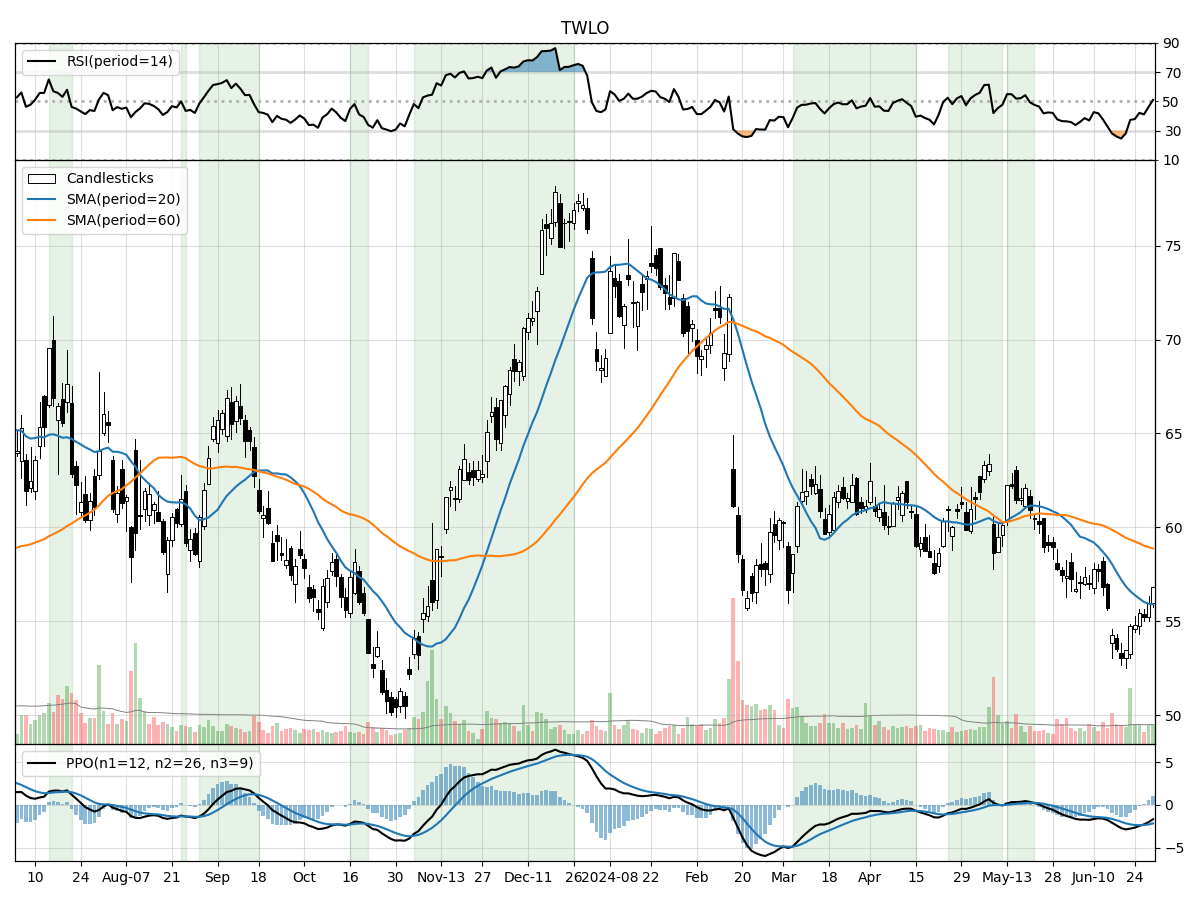 TWLO
RSI(period=14)
90
70
50
30
10
Candlesticks
SMA(period=20)
SMA(period=60)
75
70
65
60
55
50
PPO(n1=12, n2=26, n3=9)
5
0
−5
10 24 Aug-07 21 Sep 18 Oct 16 30 Nov-13 27 Dec-11 26 2024-08 22 Feb 20 Mar 18 Apr 15 29 May-13 28 Jun-10 24